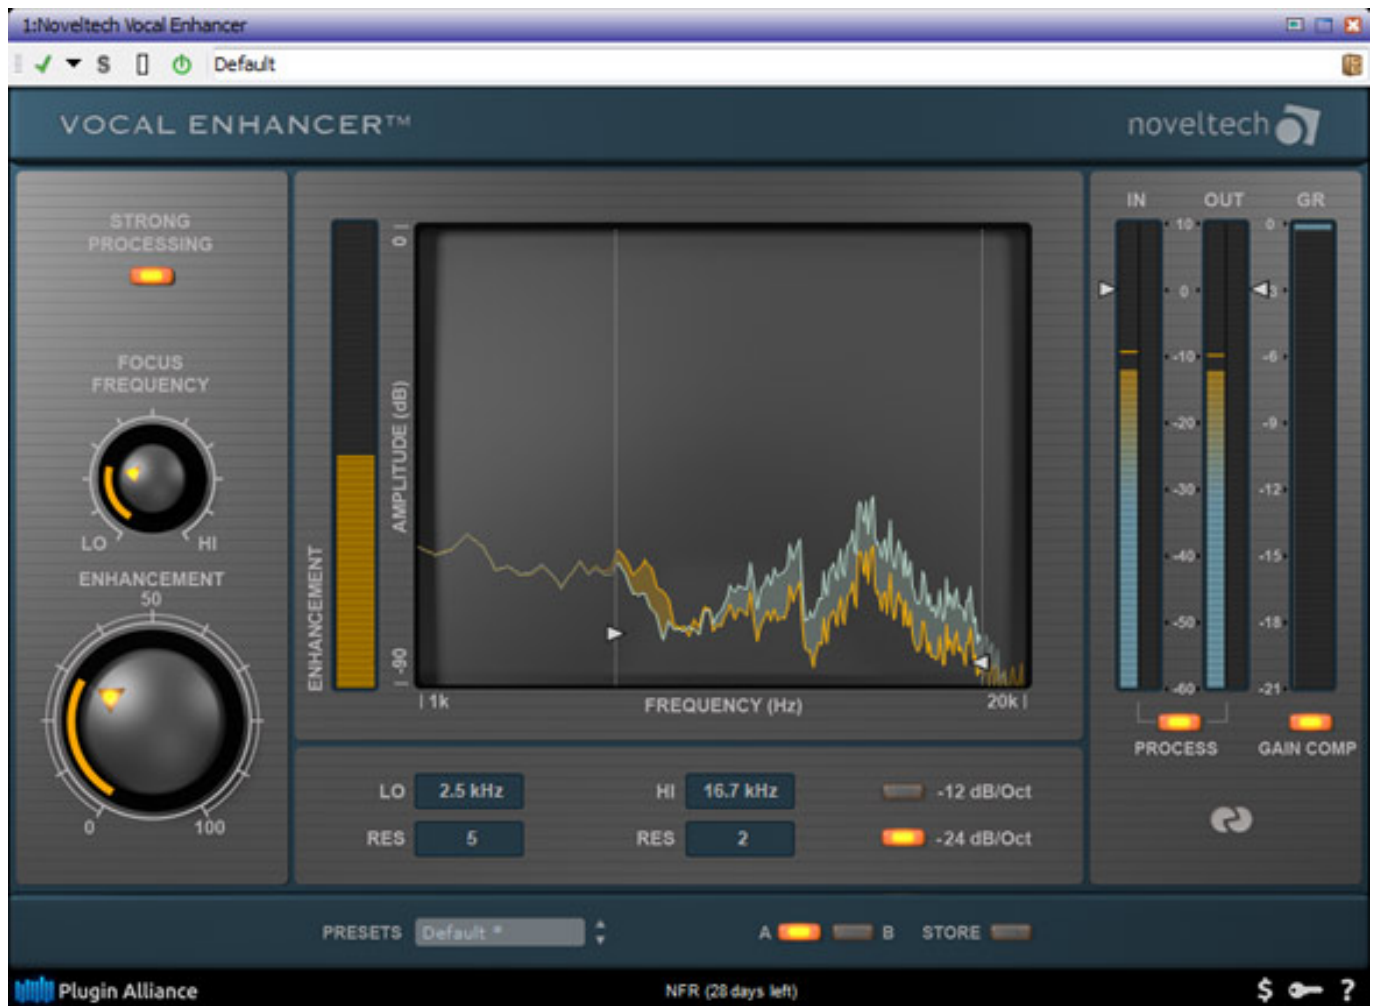 1:Noveltech Vocal Enhancer
S Default
VOCAL ENHANCER™
noveltech
STRONG
PROCESSING
FOCUS
FREQUENCY
LO HI
ENHANCEMENT
50
0 100
ENHANCEMENT
AMPLITUDE (dB)
0
-90
1k FREQUENCY (Hz) 20k
LO 2.5 kHz HI 16.7 kHz -12 dB/Oct
RES 5 RES 2 -24 dB/Oct
IN OUT GR
10 0
0 3
-10 -6
-20 -9
-30 -12
-40 -15
-50 -18
-60 -21
PROCESS GAIN COMP
PRESETS Default * A B STORE
Plugin Alliance NFR (28 days left) $ ?